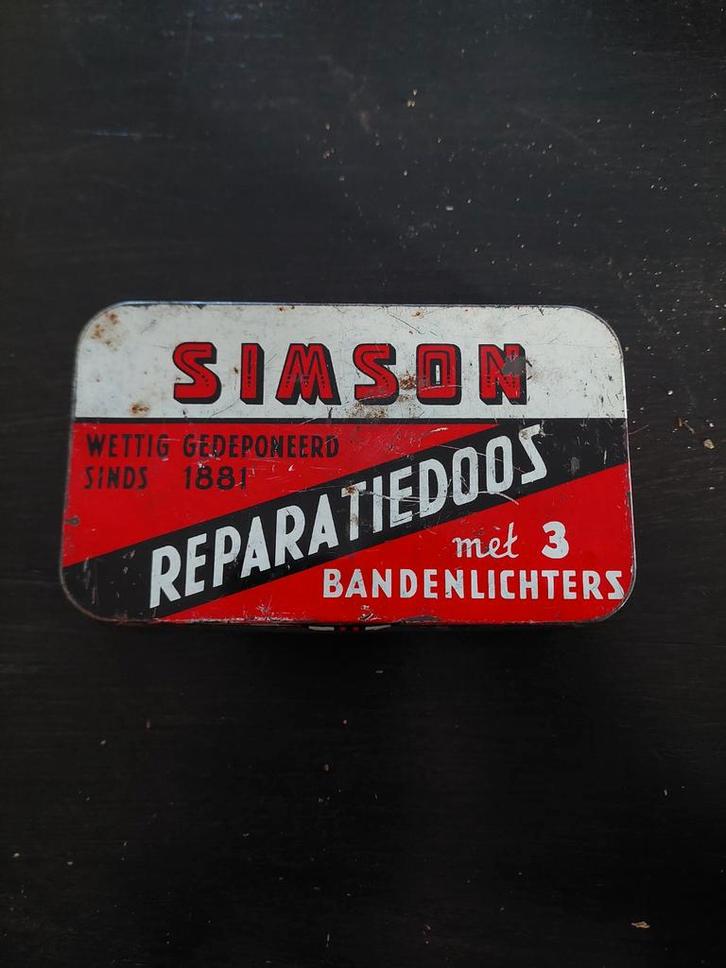 SIMSON
WETTIG GEDEPONEERD
SINDS 1881
REPARATIEDOOS
met 3
BANDENLICHTERS